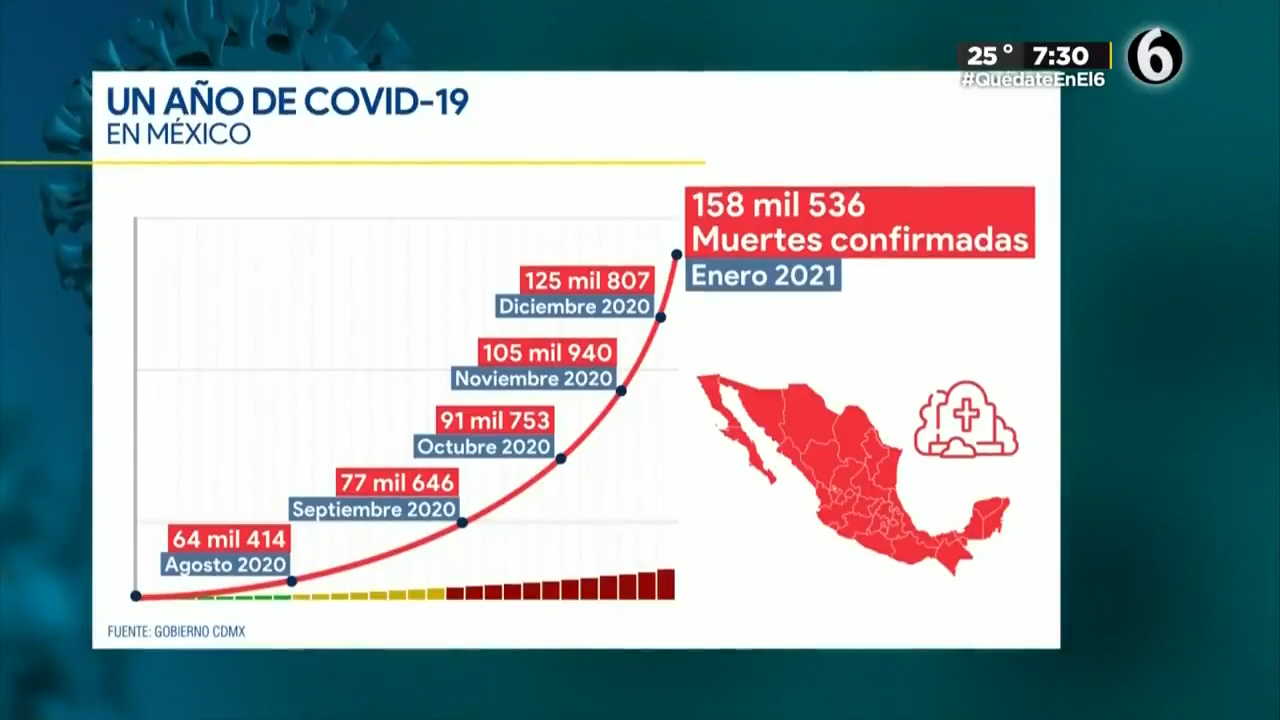 25° 7:30
6
#QuédateEnEl6
UN AÑO DE COVID-19
EN MÉXICO
158 mil 536
Muertes confirmadas
Enero 2021
125 mil 807
Diciembre 2020
105 mil 940
Noviembre 2020
91 mil 753
Octubre 2020
77 mil 646
Septiembre 2020
64 mil 414
Agosto 2020
FUENTE: GOBIERNO CDMX